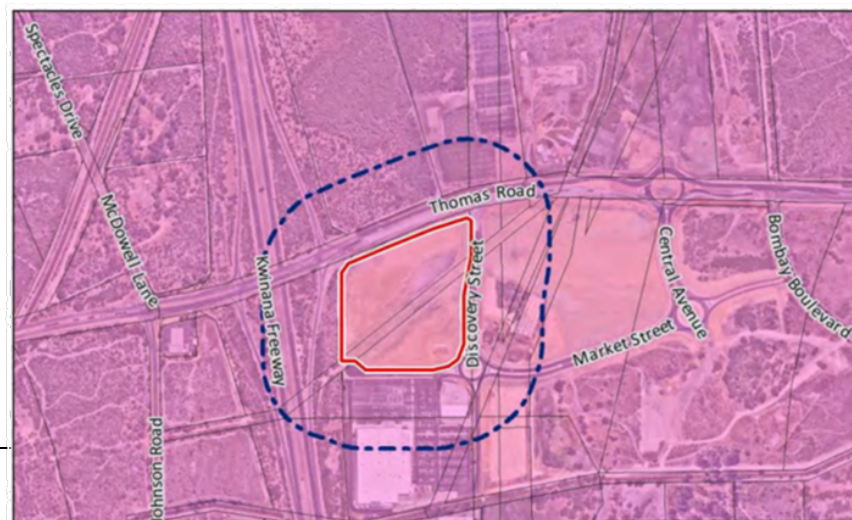 Spectacles Drive
McDowell Lane
Kwinana Freeway
Thomas Road
Discovery Street
Central Avenue
Bombay Boulevard
Market Street
Johnson Road